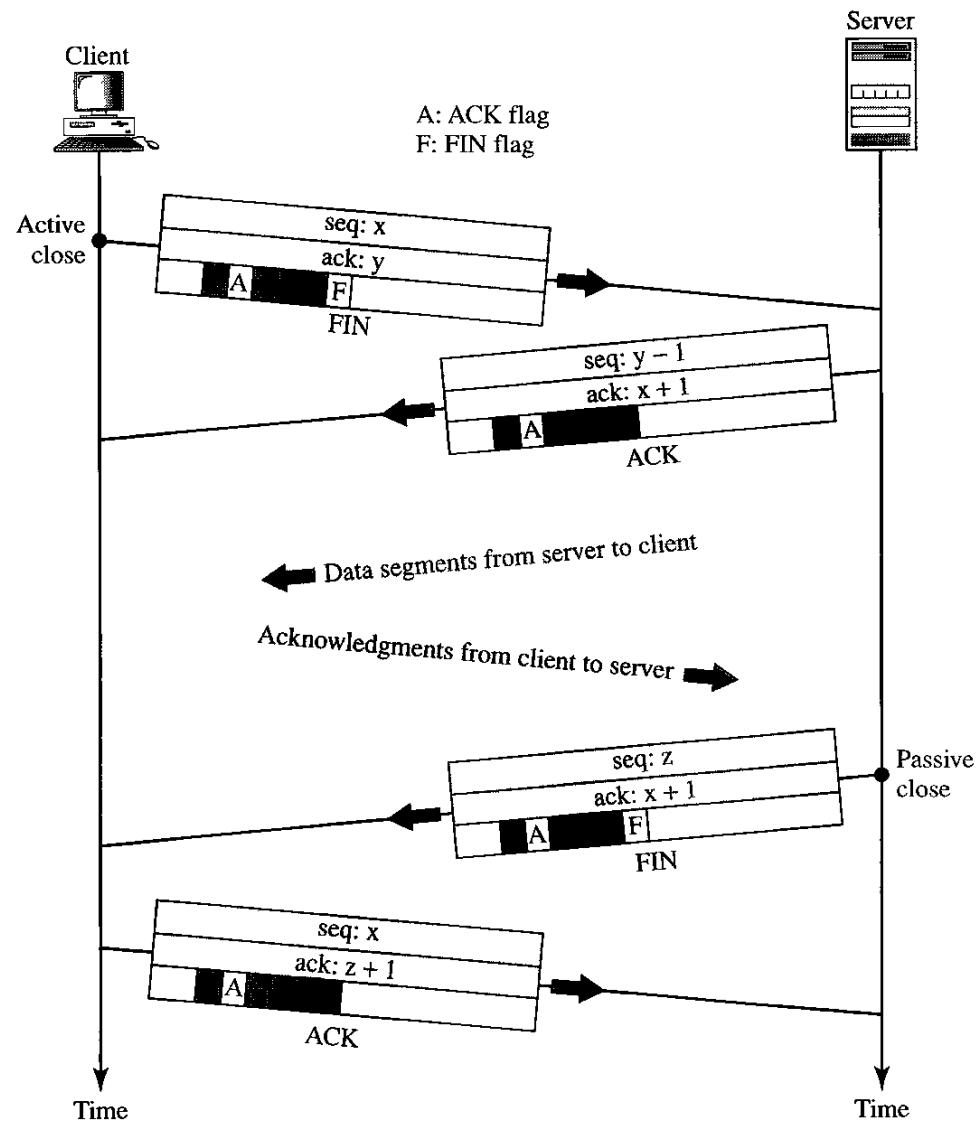 Server
Client
A: ACK flag
F: FIN flag
Active
close
seq: x
ack: y
A
F
FIN
seq: y – 1
ack: x + 1
A
ACK
Data segments from server to client
Acknowledgments from client to server
Passive
close
seq: z
ack: x + 1
A
F
FIN
seq: x
ack: z + 1
A
ACK
Time
Time